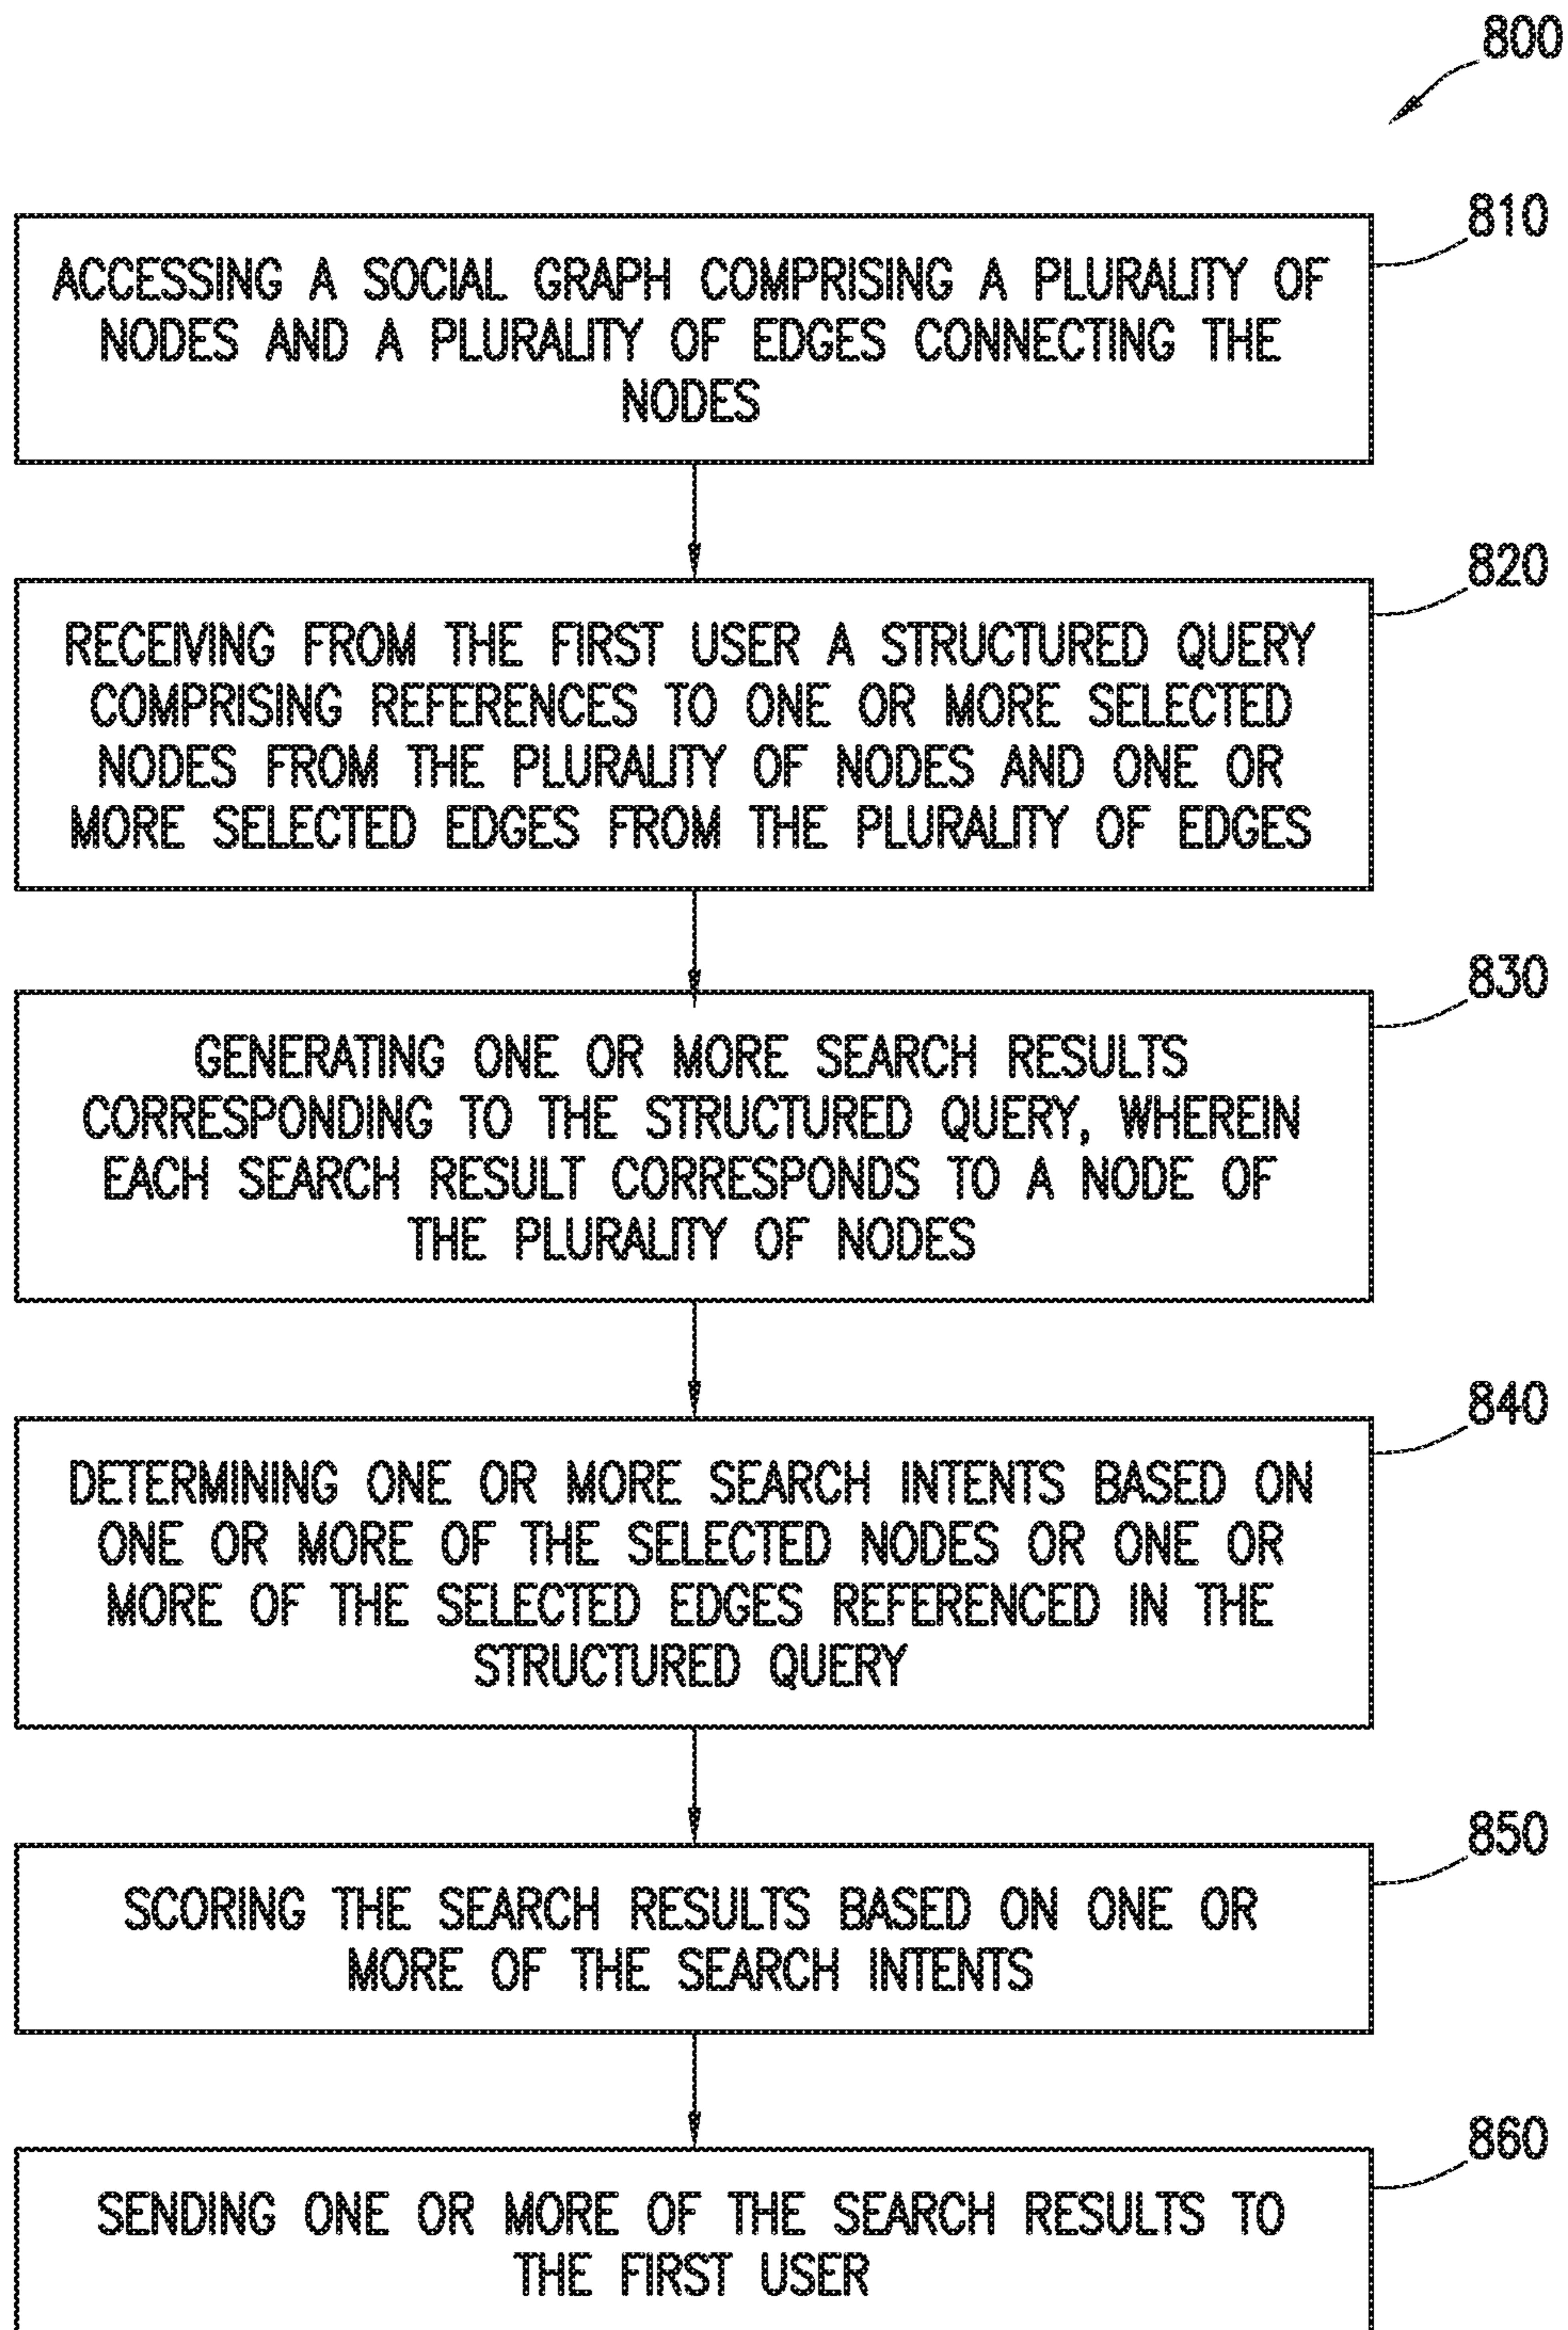 800
810
ACCESSING A SOCIAL GRAPH COMPRISING A PLURALITY OF
NODES AND A PLURALITY OF EDGES CONNECTING THE
NODES
820
RECEIVING FROM THE FIRST USER A STRUCTURED QUERY
COMPRISING REFERENCES TO ONE OR MORE SELECTED
NODES FROM THE PLURALITY OF NODES AND ONE OR
MORE SELECTED EDGES FROM THE PLURALITY OF EDGES
830
GENERATING ONE OR MORE SEARCH RESULTS
CORRESPONDING TO THE STRUCTURED QUERY, WHEREIN
EACH SEARCH RESULT CORRESPONDS TO A NODE OF
THE PLURALITY OF NODES
840
DETERMINING ONE OR MORE SEARCH INTENTS BASED ON
ONE OR MORE OF THE SELECTED NODES OR ONE OR
MORE OF THE SELECTED EDGES REFERENCED IN THE
STRUCTURED QUERY
850
SCORING THE SEARCH RESULTS BASED ON ONE OR
MORE OF THE SEARCH INTENTS
860
SENDING ONE OR MORE OF THE SEARCH RESULTS TO
THE FIRST USER